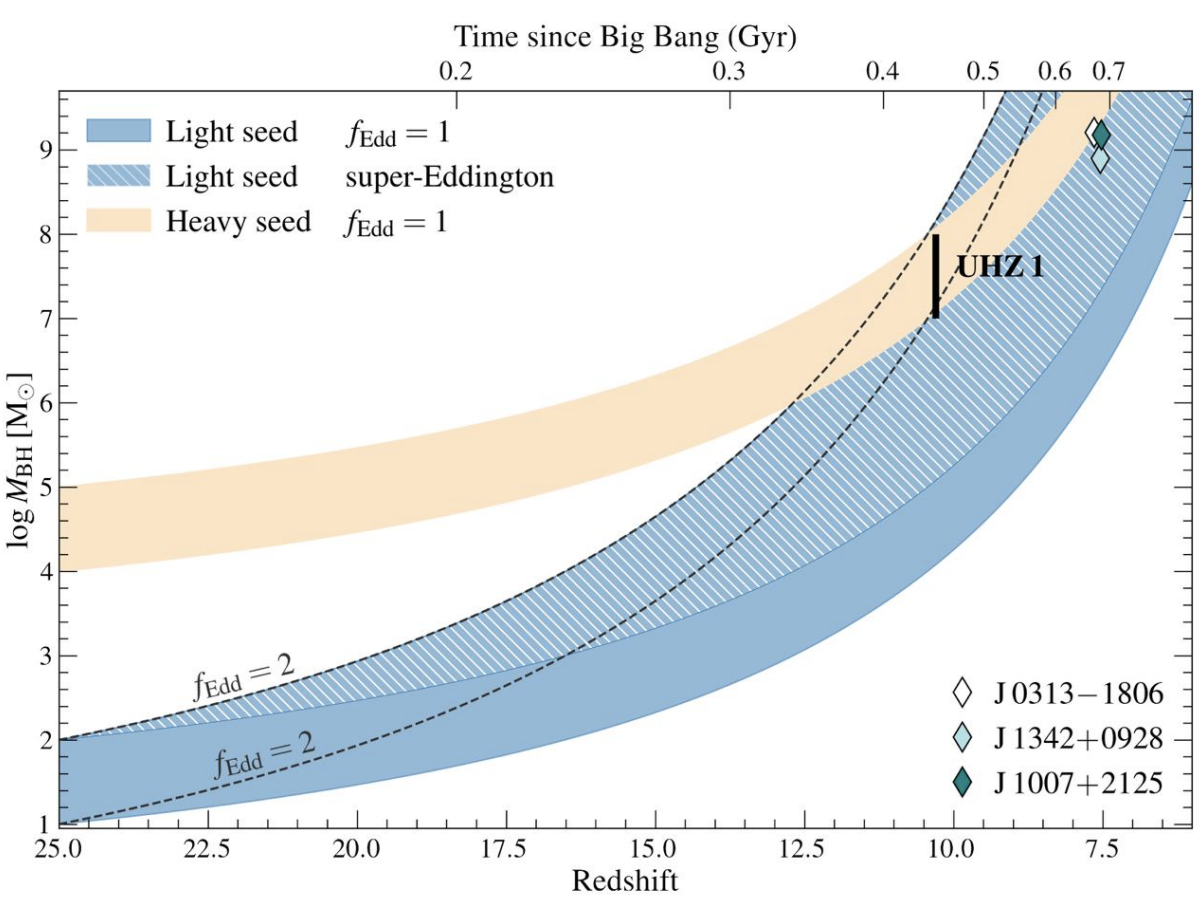 Time since Big Bang (Gyr)
0.2 0.3 0.4 0.5 0.6 0.7
Light seed f_Edd = 1
Light seed super-Eddington
Heavy seed f_Edd = 1
9
8
7
6
5
4
3
2
1
log M_BH [M_⊙]
UHZ 1
f_Edd = 2
f_Edd = 2
J 0313−1806
J 1342+0928
J 1007+2125
25.0 22.5 20.0 17.5 15.0 12.5 10.0 7.5
Redshift